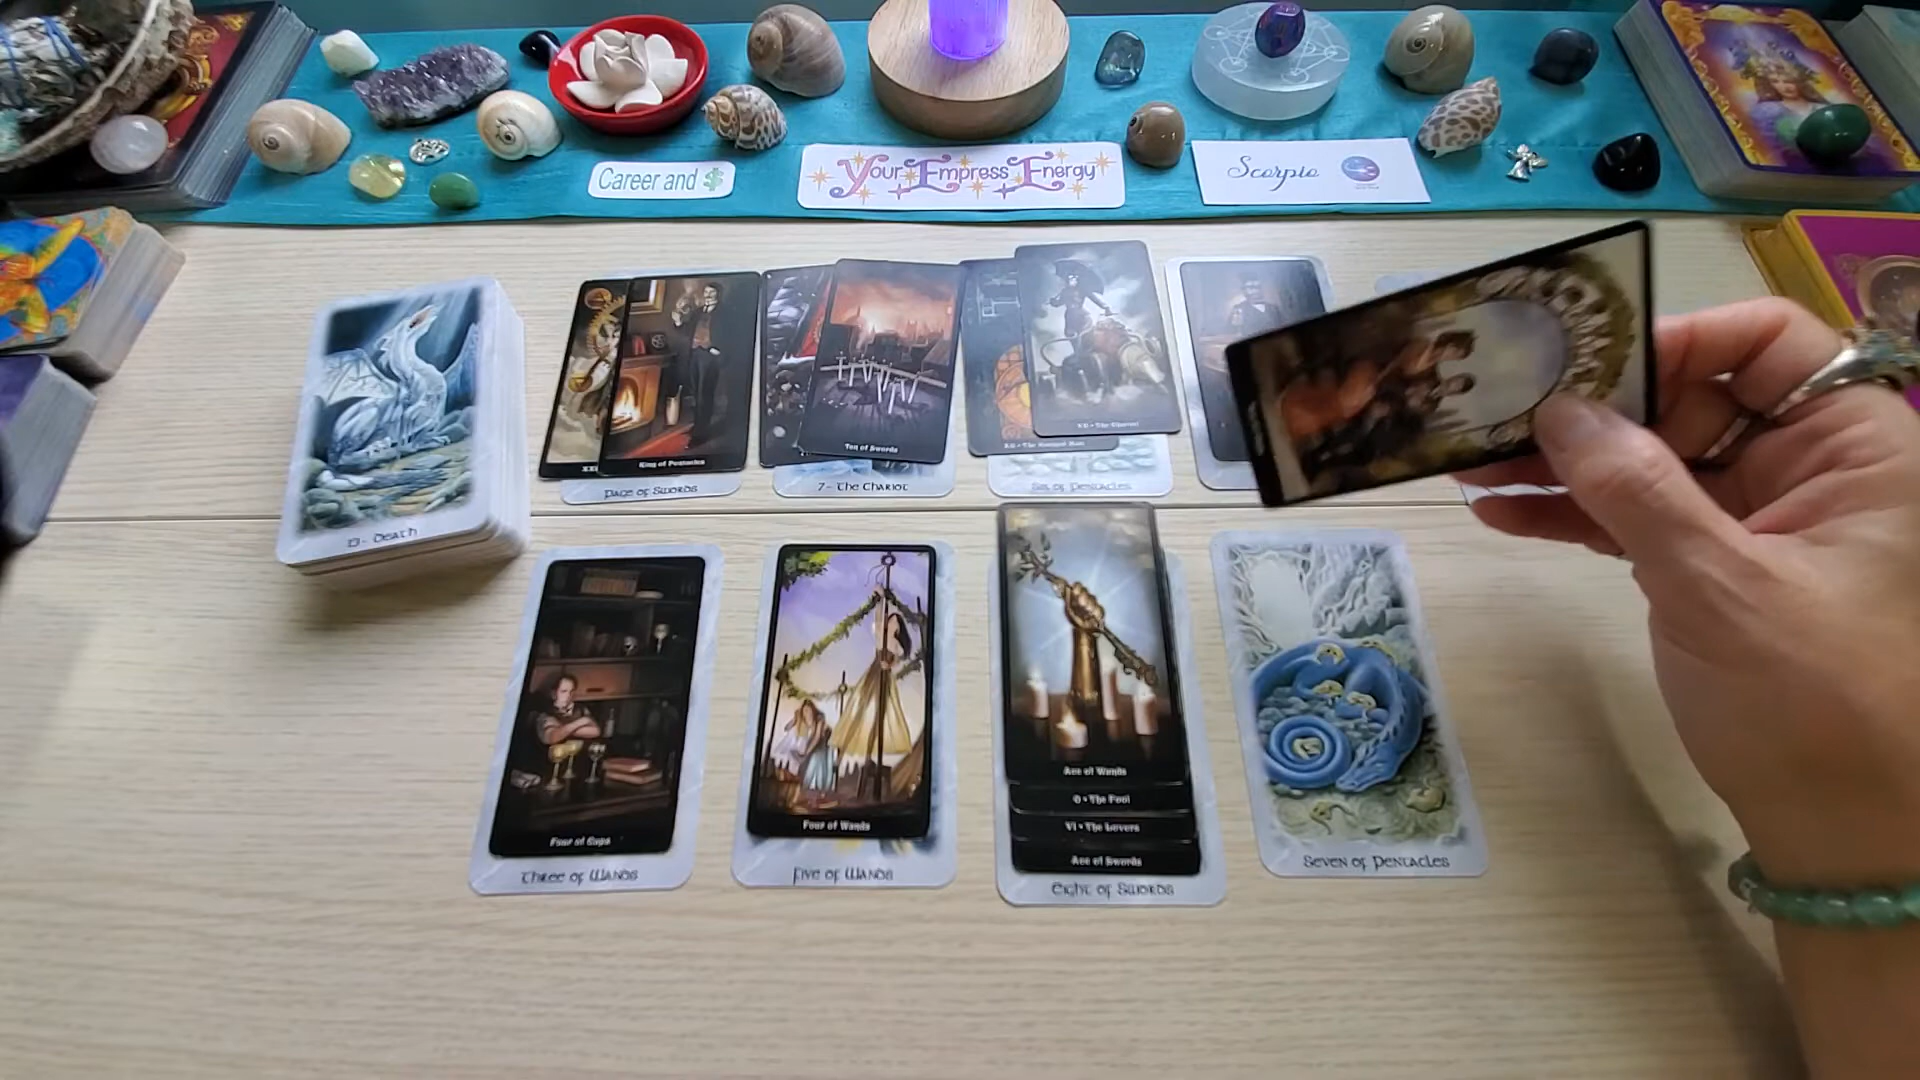 Career and $
Your Empress Energy
Scorpio
13 - Death
King of Pentacles
Page of Swords
Ten of Swords
7 - The Chariot
XII • The Hanged Man
VII • The Chariot
Six of Pentacles
Four of Cups
Three of Wands
Four of Wands
Five of Wands
Ace of Wands
0 • The Fool
VI • The Lovers
Ace of Swords
Eight of Swords
Seven of Pentacles